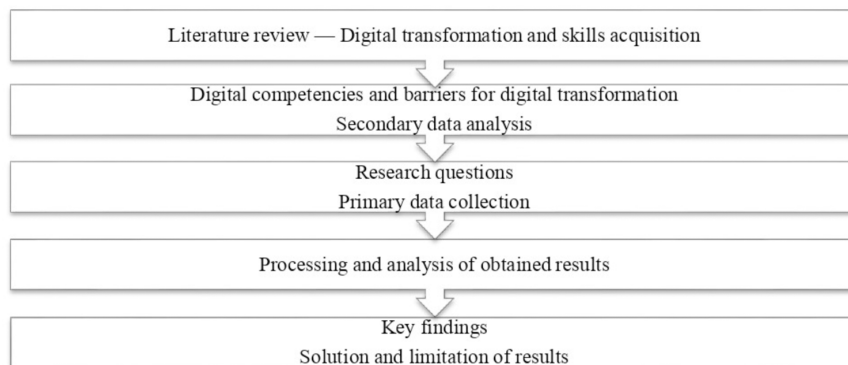 Literature review — Digital transformation and skills acquisition
Digital competencies and barriers for digital transformation
Secondary data analysis
Research questions
Primary data collection
Processing and analysis of obtained results
Key findings
Solution and limitation of results